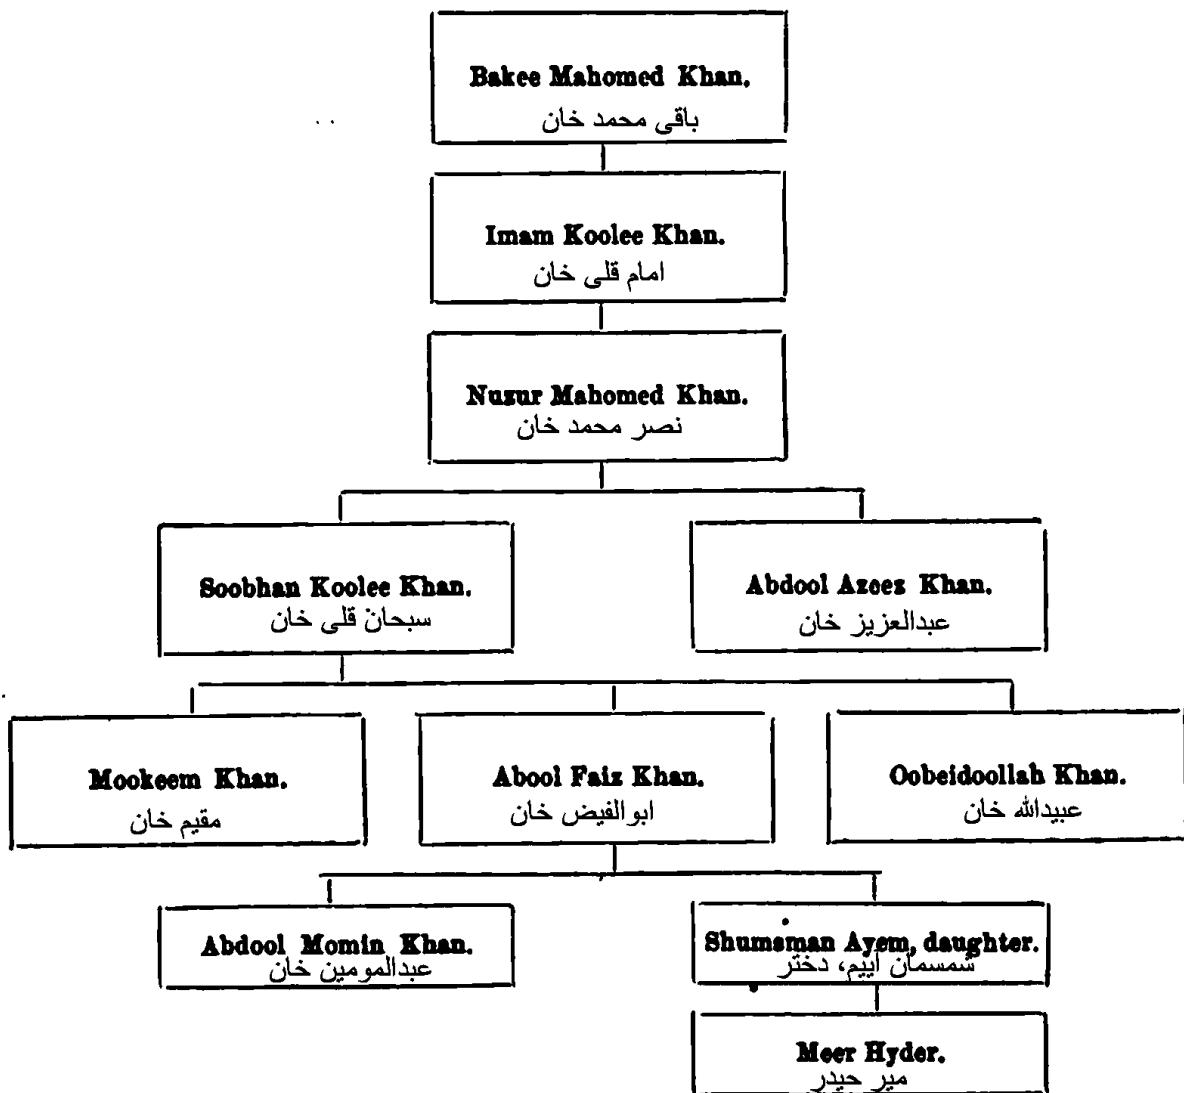 Bakee Mahomed Khan.
باقی محمد خان
Imam Koolee Khan.
امام قلی خان
Nuzur Mahomed Khan.
نصر محمد خان
Soobhan Koolee Khan.
سبحان قلی خان
Abdool Azeez Khan.
عبدالعزیز خان
Mookeem Khan.
مقیم خان
Abool Faiz Khan.
ابوالفیض خان
Oobeidoollah Khan.
عبیدالله خان
Abdool Momin Khan.
عبدالمومین خان
Shumsman Ayem, daughter.
شمسمان آییم، دختر
Meer Hyder.
میر حیدر